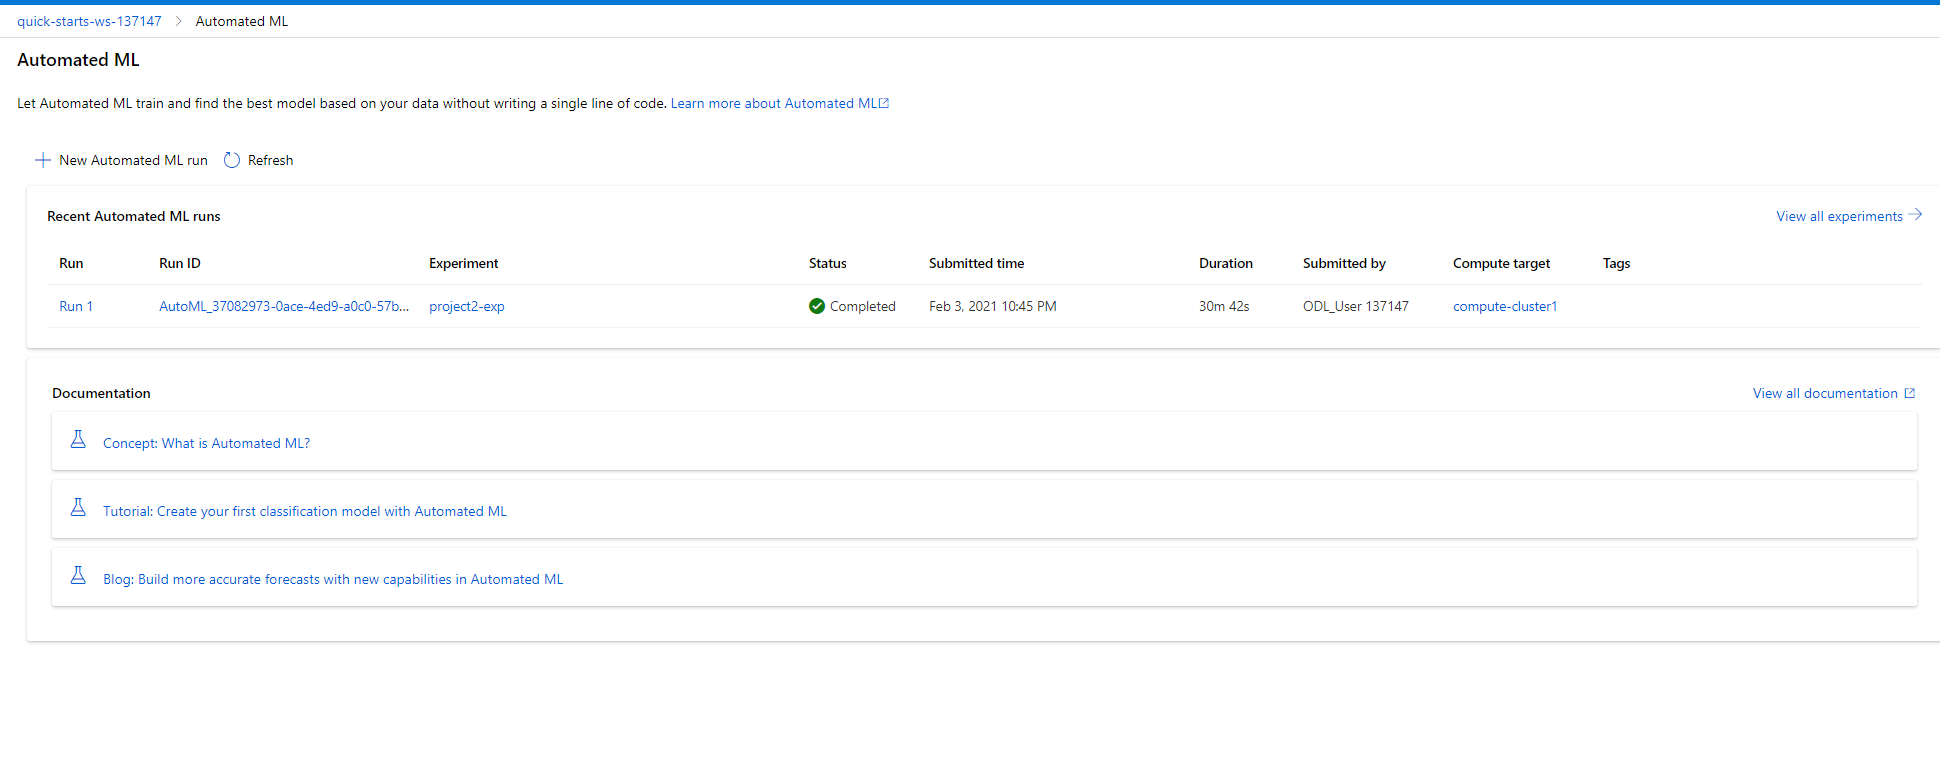 quick-starts-ws-137147 > Automated ML
Automated ML
Let Automated ML train and find the best model based on your data without writing a single line of code. Learn more about Automated ML
New Automated ML run Refresh
Recent Automated ML runs View all experiments
Run Run ID Experiment Status Submitted time Duration Submitted by Compute target Tags
Run 1 AutoML_37082973-0ace-4ed9-a0c0-57b... project2-exp Completed Feb 3, 2021 10:45 PM 30m 42s ODL_User 137147 compute-cluster1
Documentation View all documentation
Concept: What is Automated ML?
Tutorial: Create your first classification model with Automated ML
Blog: Build more accurate forecasts with new capabilities in Automated ML